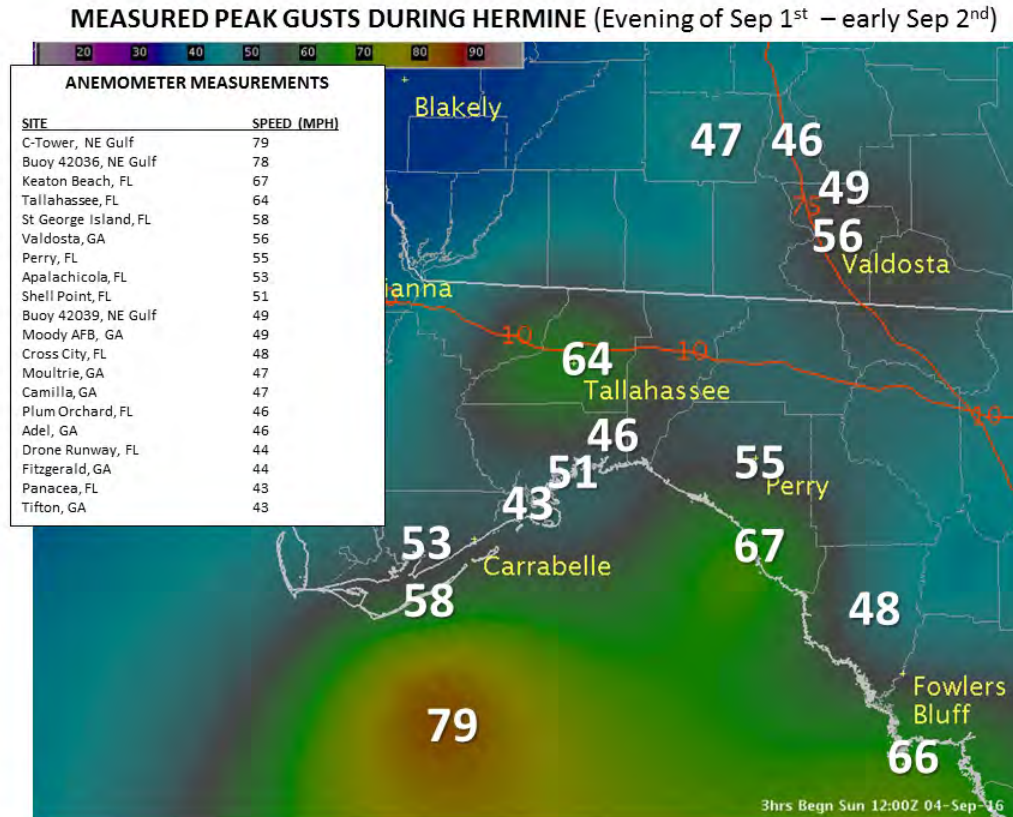 MEASURED PEAK GUSTS DURING HERMINE (Evening of Sep 1st – early Sep 2nd)
20 30 40 50 60 70 80 90
ANEMOMETER MEASUREMENTS
SITE SPEED (MPH)
C-Tower, NE Gulf 79
Buoy 42036, NE Gulf 78
Keaton Beach, FL 67
Tallahassee, FL 64
St George Island, FL 58
Valdosta, GA 56
Perry, FL 55
Apalachicola, FL 53
Shell Point, FL 51
Buoy 42039, NE Gulf 49
Moody AFB, GA 49
Cross City, FL 48
Moultrie, GA 47
Camilla, GA 47
Plum Orchard, FL 46
Adel, GA 46
Drone Runway, FL 44
Fitzgerald, GA 44
Panacea, FL 43
Tifton, GA 43
Blakely
47 46
49
75
56
Valdosta
ianna
10 10
64
Tallahassee
10
46
51
55
Perry
43
53
67
Carrabelle
58
48
Fowlers
Bluff
79
66
3hrs Begn Sun 12:00Z 04-Sep-16